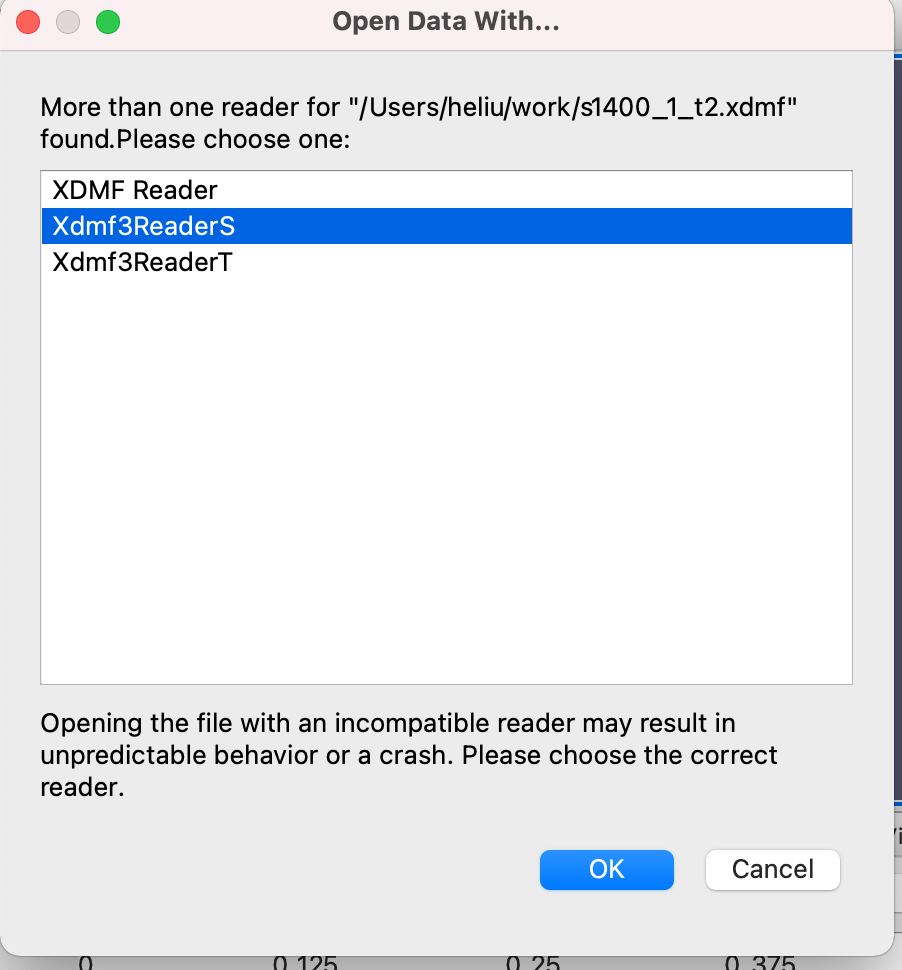 Open Data With...
More than one reader for "/Users/heliu/work/s1400_1_t2.xdmf"
found.Please choose one:
XDMF Reader
Xdmf3ReaderS
Xdmf3ReaderT
Opening the file with an incompatible reader may result in
unpredictable behavior or a crash. Please choose the correct
reader.
OK Cancel
0 0.125 0.25 0.375